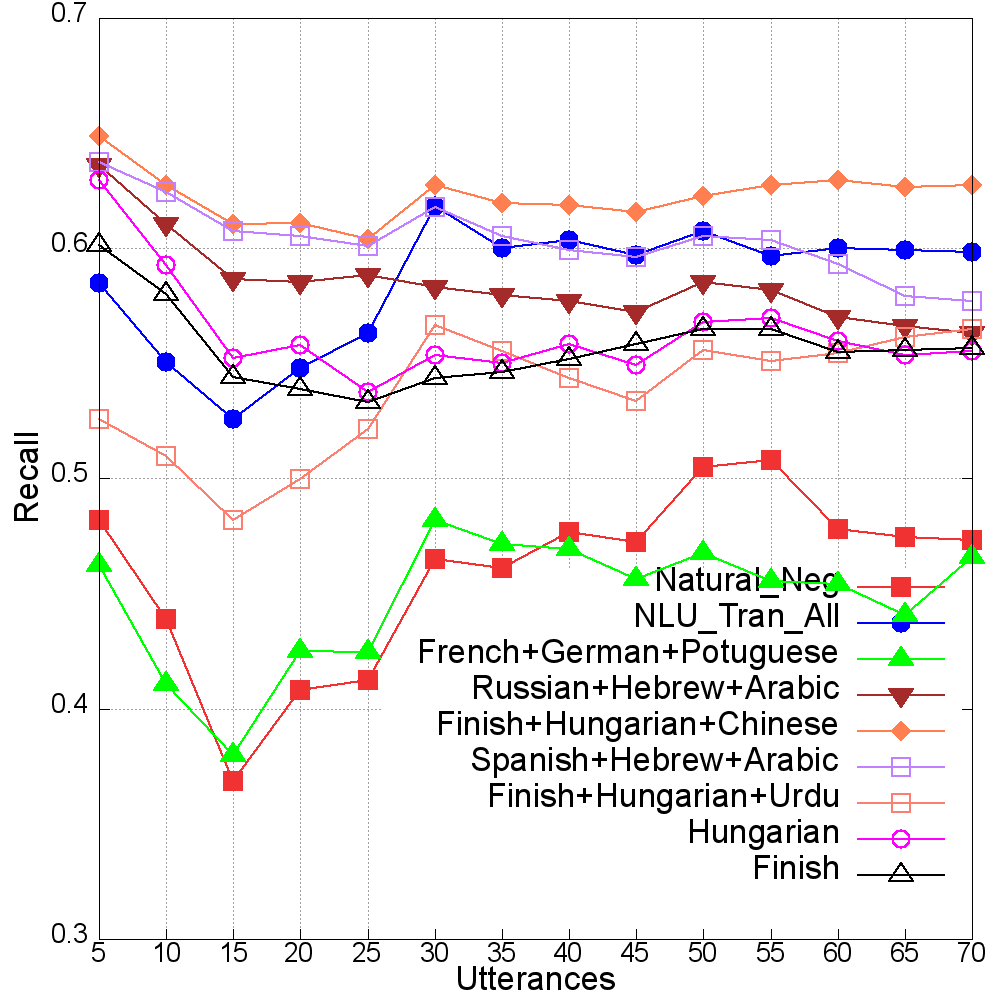 0.7
0.6
0.5
0.4
0.3
Recall
Natural_Neg
NLU_Tran_All
French+German+Potuguese
Russian+Hebrew+Arabic
Finish+Hungarian+Chinese
Spanish+Hebrew+Arabic
Finish+Hungarian+Urdu
Hungarian
Finish
5 10 15 20 25 30 35 40 45 50 55 60 65 70
Utterances